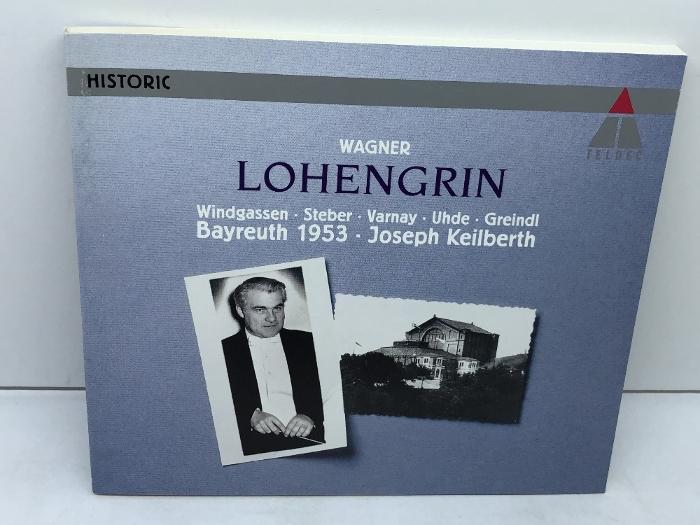 HISTORIC
TELDEC
WAGNER
LOHENGRIN
Windgassen · Steber · Varnay · Uhde · Greindl
Bayreuth 1953 · Joseph Keilberth